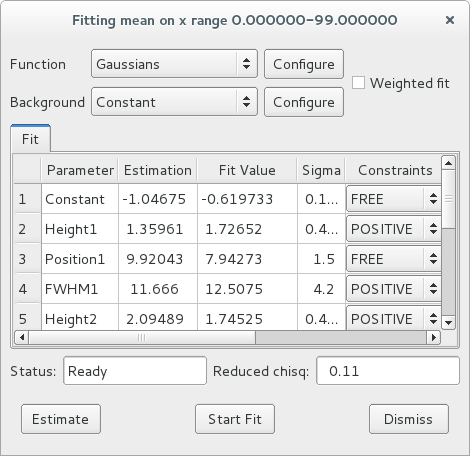 Fitting mean on x range 0.000000-99.000000 ×
Function Gaussians Configure Weighted fit
Background Constant Configure
Fit
Parameter Estimation Fit Value Sigma Constraints
1 Constant -1.04675 -0.619733 0.1... FREE
2 Height1 1.35961 1.72652 0.4... POSITIVE
3 Position1 9.92043 7.94273 1.5 FREE
4 FWHM1 11.666 12.5075 4.2 POSITIVE
5 Height2 2.09489 1.74525 0.4... POSITIVE
Status: Ready Reduced chisq: 0.11
Estimate Start Fit Dismiss